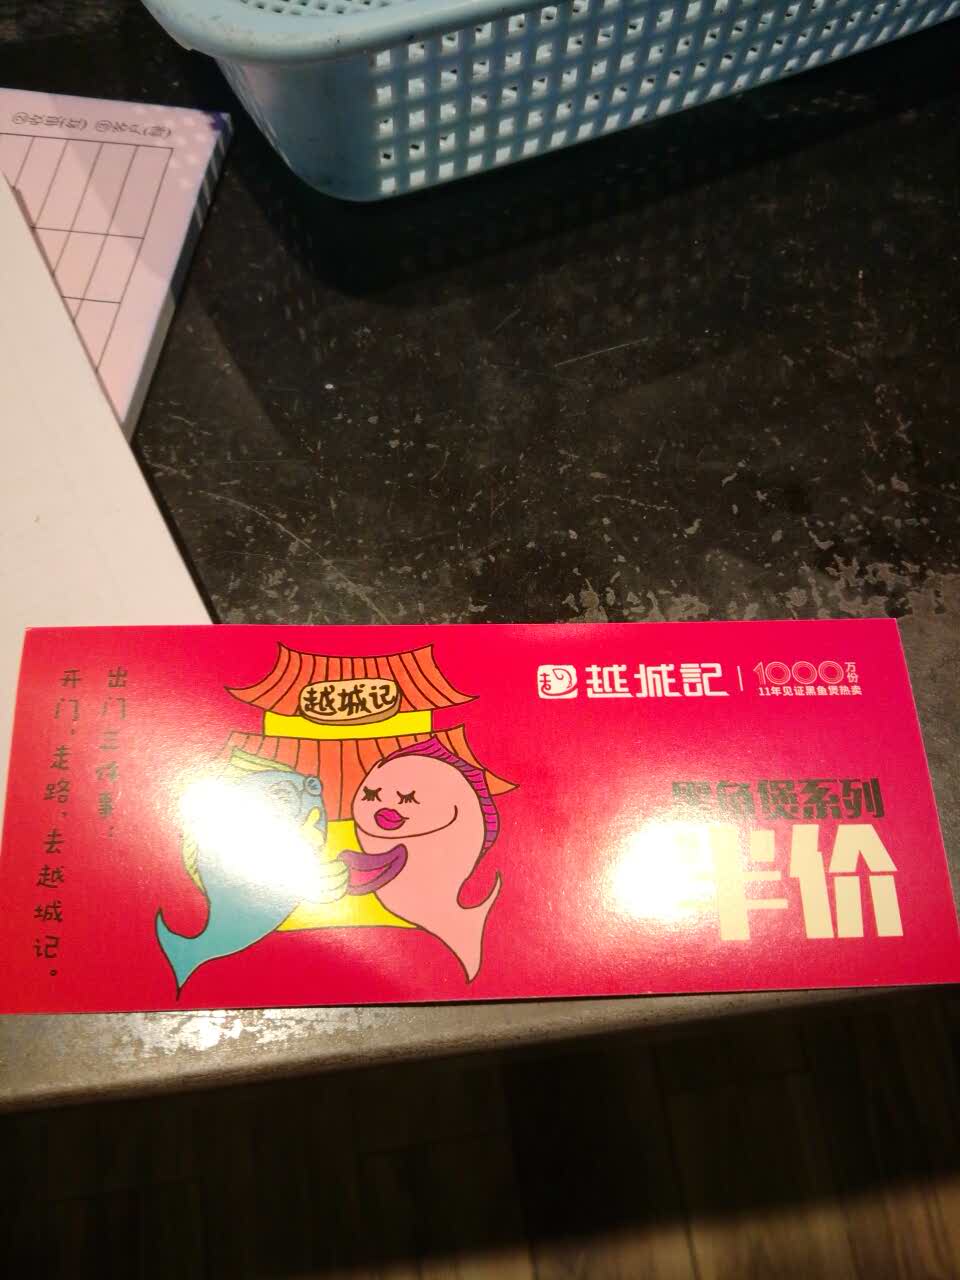 出门三件事:
开门,走路,去越城记。
越城记
越城記
1000万份
11年见证黑鱼煲热卖
黑鱼煲系列
半价